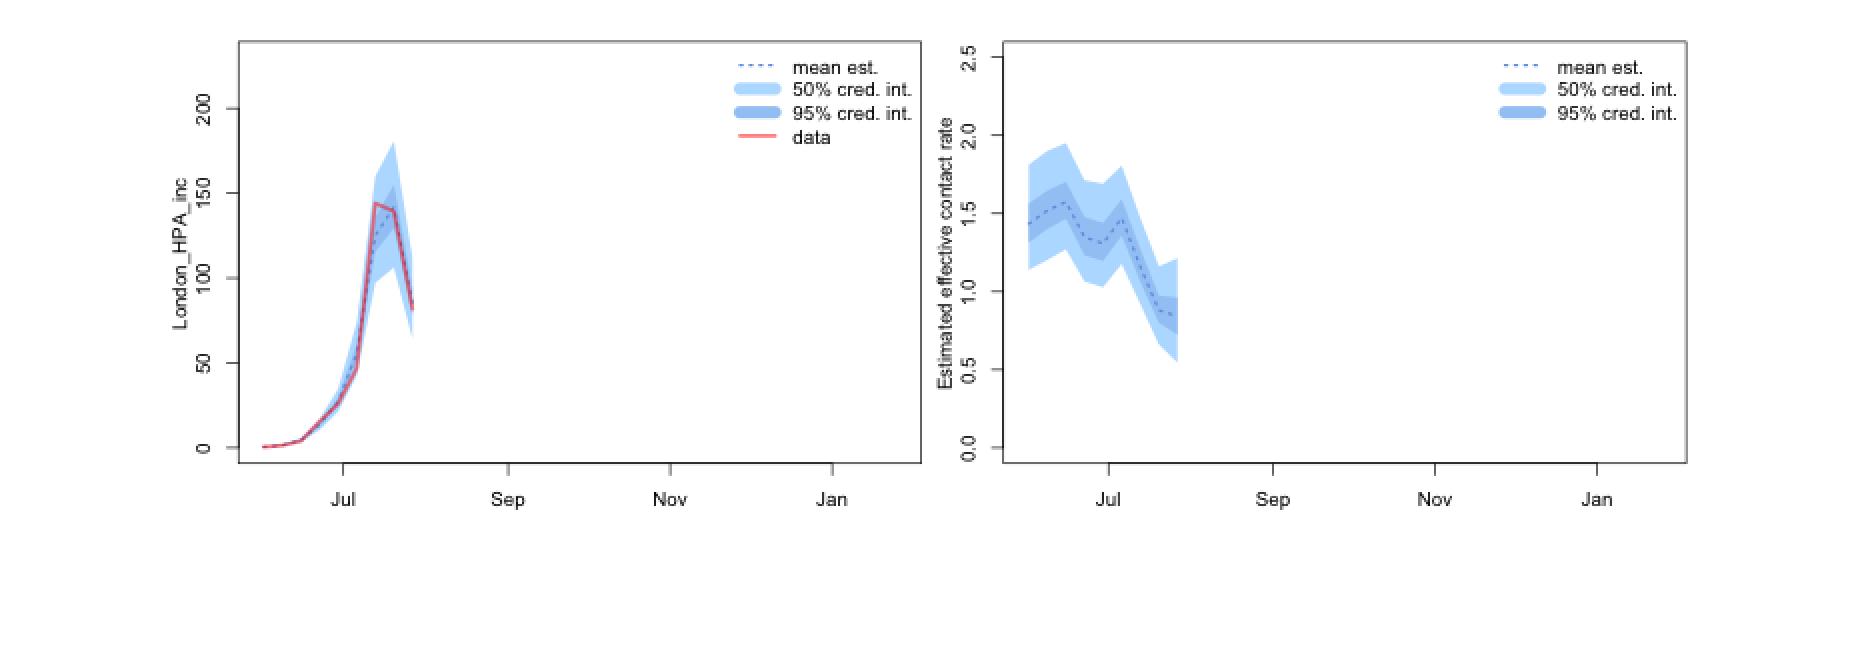 London_HPA_inc
200
150
100
50
0
mean est.
50% cred. int.
95% cred. int.
data
Jul
Sep
Nov
Jan
Estimated effective contact rate
2.5
2.0
1.5
1.0
0.5
0.0
mean est.
50% cred. int.
95% cred. int.
Jul
Sep
Nov
Jan